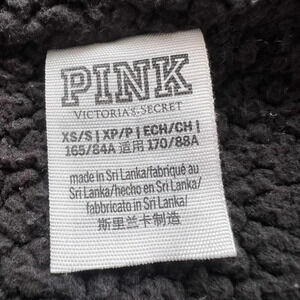 PINK
VICTORIA'S SECRET
XS/S | XP/P | ECH/CH |
165/84A 适用 170/88A
made in Sri Lanka/fabriqué au
Sri Lanka/hecho en Sri Lanka/
fabbricato in Sri Lanka/
斯里兰卡制造